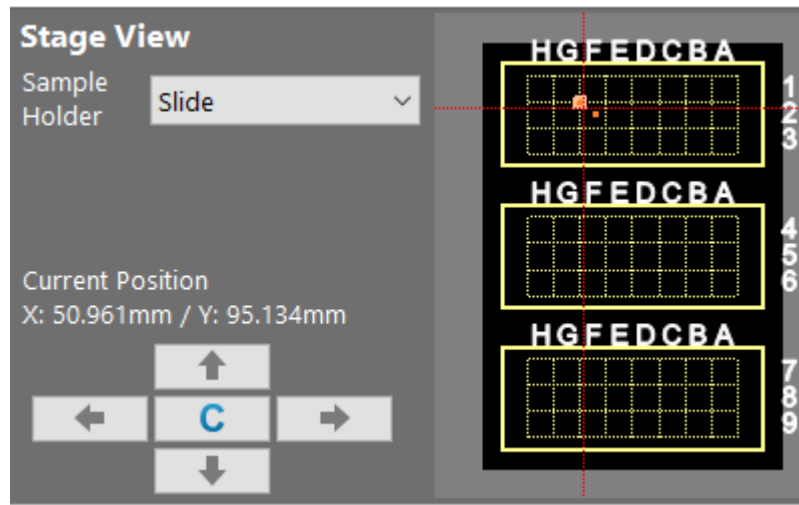 Stage View
Sample
Holder
Slide
Current Position
X: 50.961mm / Y: 95.134mm
C
HGFEDCBA
1
2
3
HGFEDCBA
4
5
6
HGFEDCBA
7
8
9